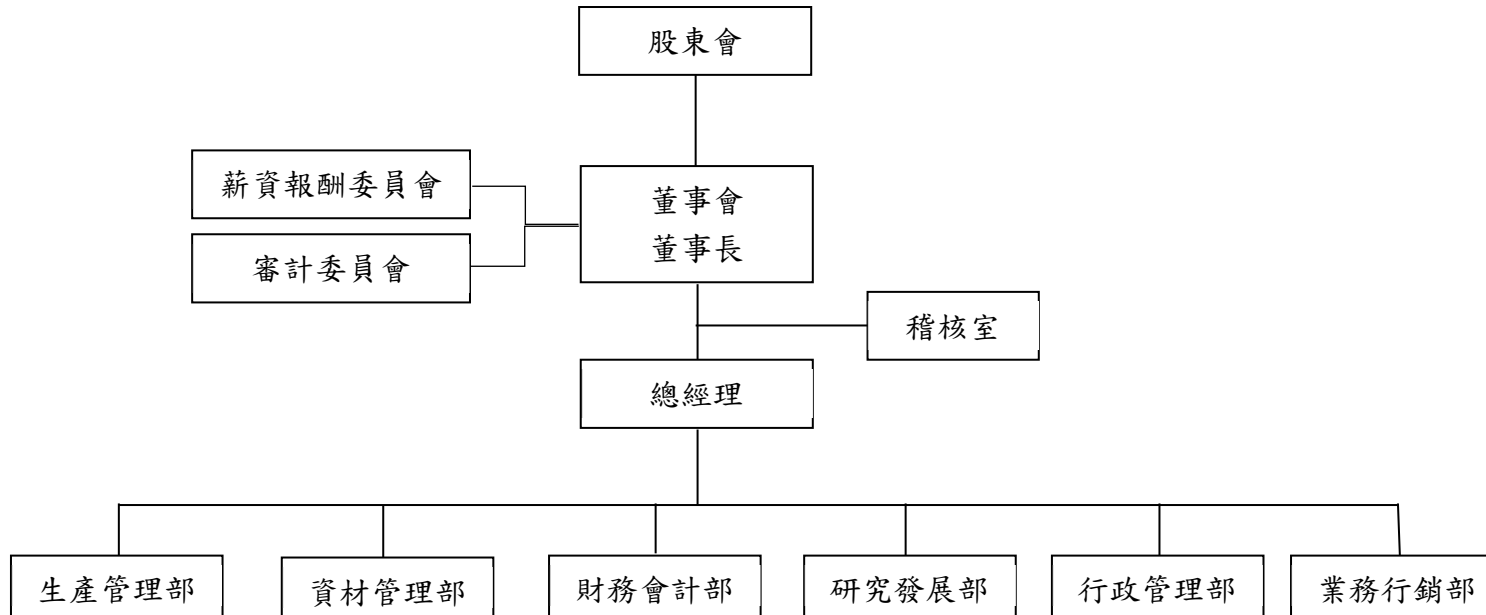 股東會
薪資報酬委員會
董事會
董事長
審計委員會
稽核室
總經理
生產管理部
資材管理部
財務會計部
研究發展部
行政管理部
業務行銷部